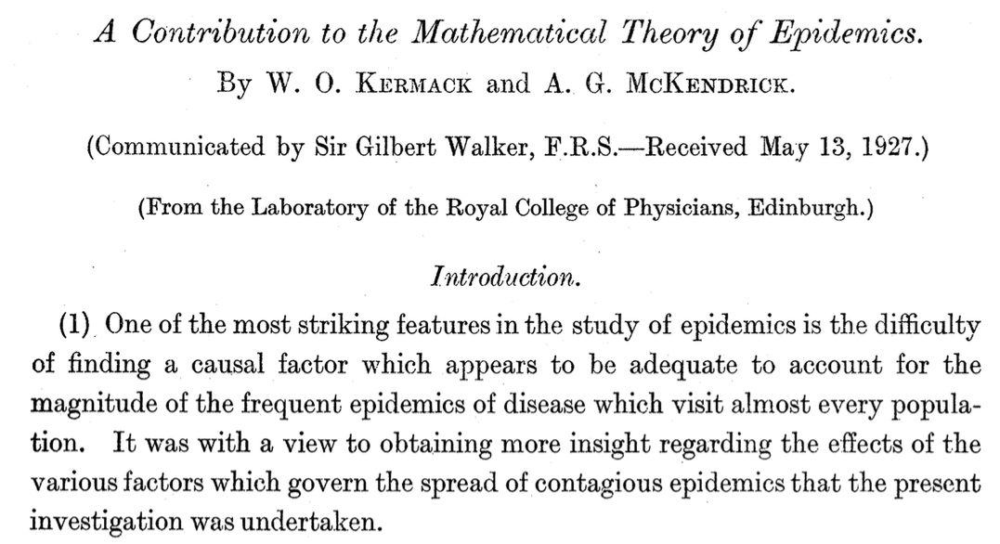 A Contribution to the Mathematical Theory of Epidemics.
By W. O. KERMACK and A. G. MCKENDRICK.
(Communicated by Sir Gilbert Walker, F.R.S.—Received May 13, 1927.)
(From the Laboratory of the Royal College of Physicians, Edinburgh.)
Introduction.
(1) One of the most striking features in the study of epidemics is the difficulty
of finding a causal factor which appears to be adequate to account for the
magnitude of the frequent epidemics of disease which visit almost every popula-
tion. It was with a view to obtaining more insight regarding the effects of the
various factors which govern the spread of contagious epidemics that the present
investigation was undertaken.